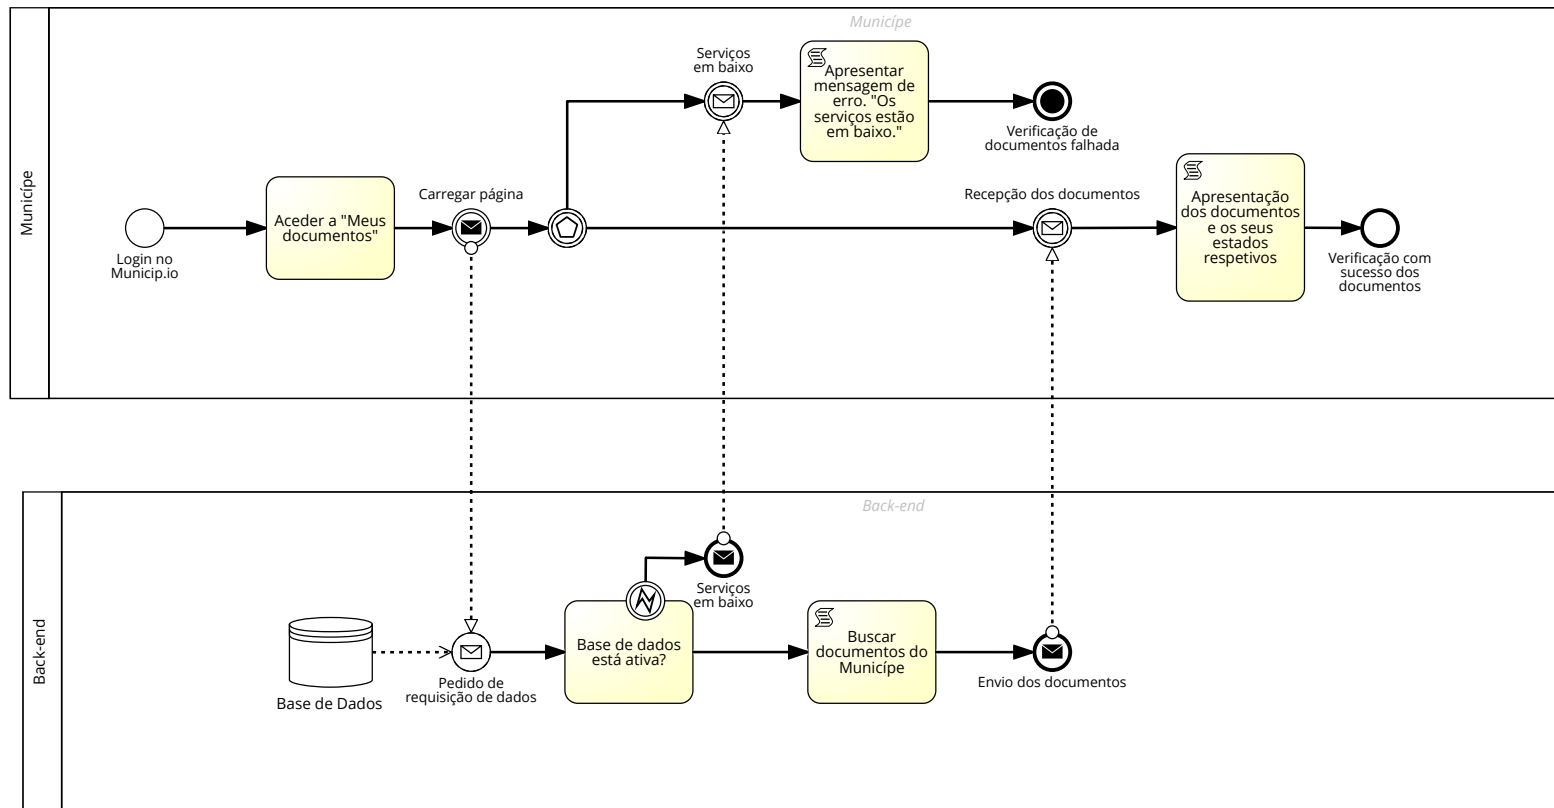 Municípe
Municípe
Serviços
em baixo
Apresentar
mensagem de
erro. "Os
serviços estão
em baixo."
Verificação de
documentos falhada
Login no
Municip.io
Aceder a "Meus
documentos"
Carregar página
Recepção dos documentos
Apresentação
dos documentos
e os seus
estados
respetivos
Verificação com
sucesso dos
documentos
Back-end
Back-end
Serviços
em baixo
Base de Dados
Pedido de
requisição de dados
Base de dados
está ativa?
Buscar
documentos do
Municípe
Envio dos documentos